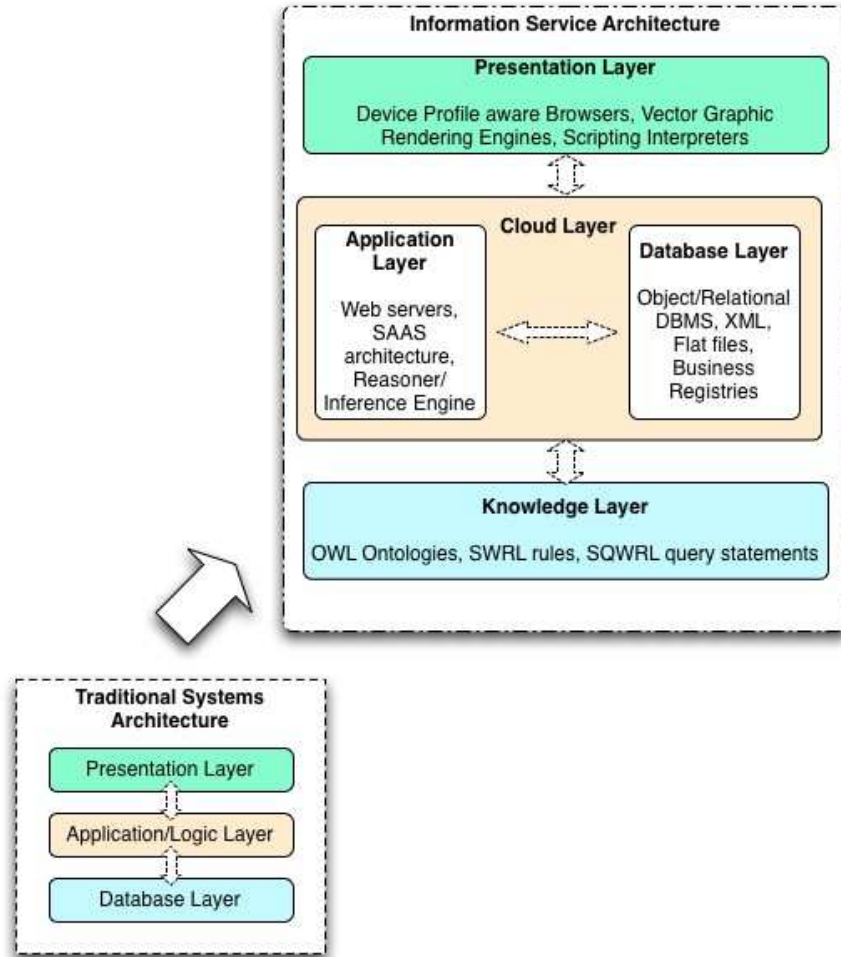 Information Service Architecture
Presentation Layer
Device Profile aware Browsers, Vector Graphic
Rendering Engines, Scripting Interpreters
Cloud Layer
Application
Layer
Web servers,
SAAS
architecture,
Reasoner/
Inference Engine
Database Layer
Object/Relational
DBMS, XML,
Flat files,
Business
Registries
Knowledge Layer
OWL Ontologies, SWRL rules, SQWRL query statements
Traditional Systems
Architecture
Presentation Layer
Application/Logic Layer
Database Layer